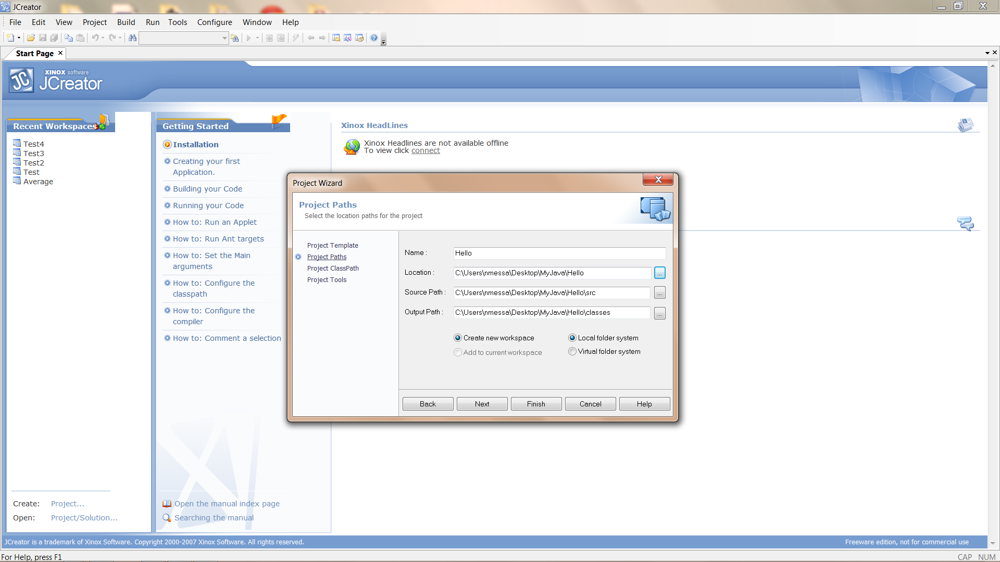 JCreator
File Edit View Project Build Run Tools Configure Window Help
Start Page
JC XINOX software
JCreator
Recent Workspaces
Test4
Test3
Test2
Test
Average
Create: Project...
Open: Project/Solution...
Getting Started
Installation
Creating your first
Application.
Building your Code
Running your Code
How to: Run an Applet
How to: Run Ant targets
How to: Set the Main
arguments
How to: Configure the
classpath
How to: Configure the
compiler
How to: Comment a selection
Open the manual index page
Searching the manual
Xinox HeadLines
Xinox Headlines are not available offline
To view click connect
Project Wizard
Project Paths
Select the location paths for the project
Project Template
Project Paths
Project ClassPath
Project Tools
Name : Hello
Location : C:\Users\nmessa\Desktop\MyJava\Hello ...
Source Path : C:\Users\nmessa\Desktop\MyJava\Hello\src ...
Output Path : C:\Users\nmessa\Desktop\MyJava\Hello\classes ...
Create new workspace Local folder system
Add to current workspace Virtual folder system
Back Next Finish Cancel Help
JCreator is a trademark of Xinox Software. Copyright 2000-2007 Xinox Software. All rights reserved. Freeware edition, not for commercial use
For Help, press F1 CAP NUM